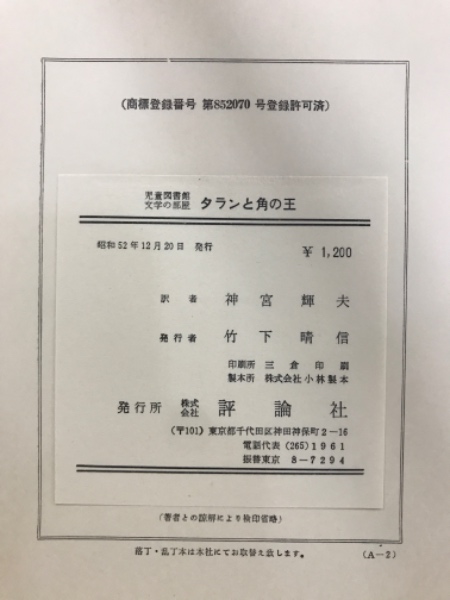 (商標登録番号 第852070 号登録許可済)
児童図書館
文学の部屋 タランと角の王
昭和52年12月20日 発行 ¥ 1,200
訳者 神宮輝夫
発行者 竹下晴信
印刷所 三倉印刷
製本所 株式会社小林製本
発行所 株式会社 評論社
(〒101) 東京都千代田区神田神保町2-16
電話代表 (265)1961
振替東京 8-7294
(著者との諒解により検印省略)
落丁・乱丁本は本社にてお取替え致します。 (A-2)